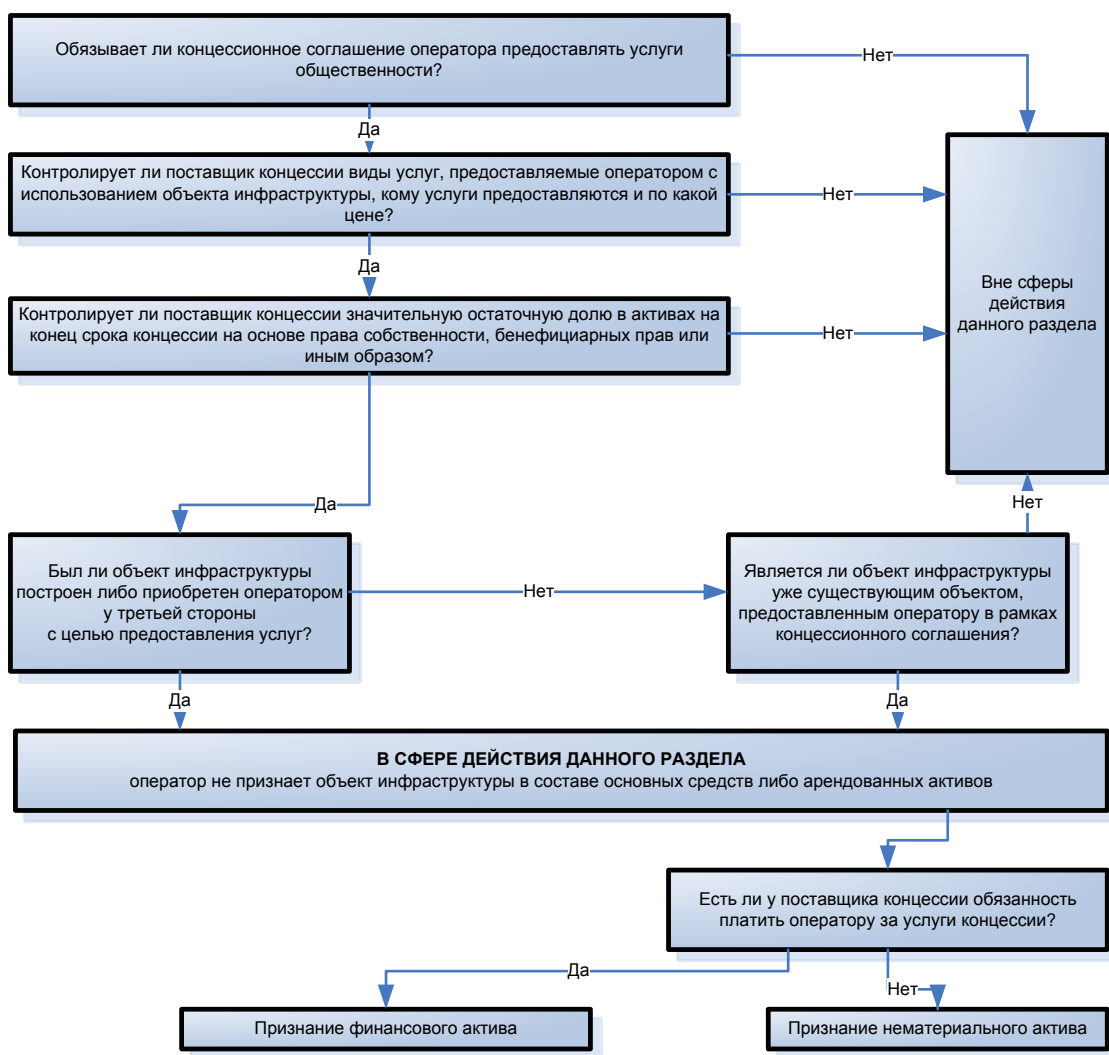 Обязывает ли концессионное соглашение оператора предоставлять услуги
общественности?
Нет
Да
Контролирует ли поставщик концессии виды услуг, предоставляемые оператором с
использованием объекта инфраструктуры, кому услуги предоставляются и по какой
цене?
Нет
Да
Вне сферы
действия
данного раздела
Контролирует ли поставщик концессии значительную остаточную долю в активах на
конец срока концессии на основе права собственности, бенефициарных прав или
иным образом?
Нет
Да
Нет
Был ли объект инфраструктуры
построен либо приобретен оператором
у третьей стороны
с целью предоставления услуг?
Нет
Является ли объект инфраструктуры
уже существующим объектом,
предоставленным оператору в рамках
концессионного соглашения?
Да
Да
В СФЕРЕ ДЕЙСТВИЯ ДАННОГО РАЗДЕЛА
оператор не признает объект инфраструктуры в составе основных средств либо арендованных активов
Есть ли у поставщика концессии обязанность
платить оператору за услуги концессии?
Да
Нет
Признание финансового актива
Признание нематериального актива